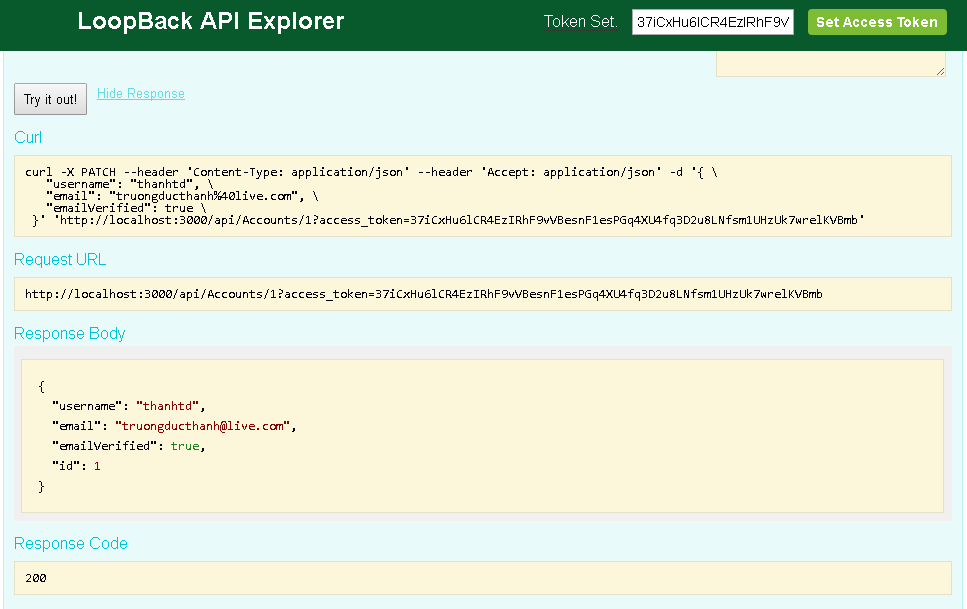 LoopBack API Explorer
Token Set.
37iCxHu6lCR4EzIRhF9V
Set Access Token
Try it out!
Hide Response
Curl
curl -X PATCH --header 'Content-Type: application/json' --header 'Accept: application/json' -d '{ \
"username": "thanhtd", \
"email": "truongducthanh%40live.com", \
"emailVerified": true \
}' 'http://localhost:3000/api/Accounts/1?access_token=37iCxHu6lCR4EzIRhF9vVBesnF1esPGq4XU4fq3D2u8LNfsm1UHzUk7wrelKVBmb'
Request URL
http://localhost:3000/api/Accounts/1?access_token=37iCxHu6lCR4EzIRhF9vVBesnF1esPGq4XU4fq3D2u8LNfsm1UHzUk7wrelKVBmb
Response Body
{
"username": "thanhtd",
"email": "truongducthanh@live.com",
"emailVerified": true,
"id": 1
}
Response Code
200